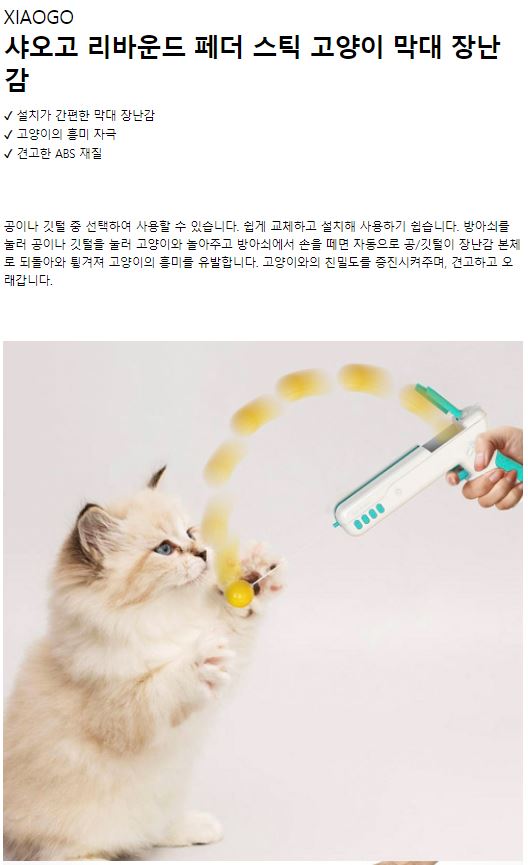 XIAOGO
샤오고 리바운드 페더 스틱 고양이 막대 장난
감
✓ 설치가 간편한 막대 장난감
✓ 고양이의 흥미 자극
✓ 견고한 ABS 재질
공이나 깃털 중 선택하여 사용할 수 있습니다. 쉽게 교체하고 설치해 사용하기 쉽습니다. 방아쇠를
눌러 공이나 깃털을 눌러 고양이와 놀아주고 방아쇠에서 손을 떼면 자동으로 공/깃털이 장난감 본체
로 되돌아와 튕겨져 고양이의 흥미를 유발합니다. 고양이와의 친밀도를 증진시켜주며, 견고하고 오
래갑니다.